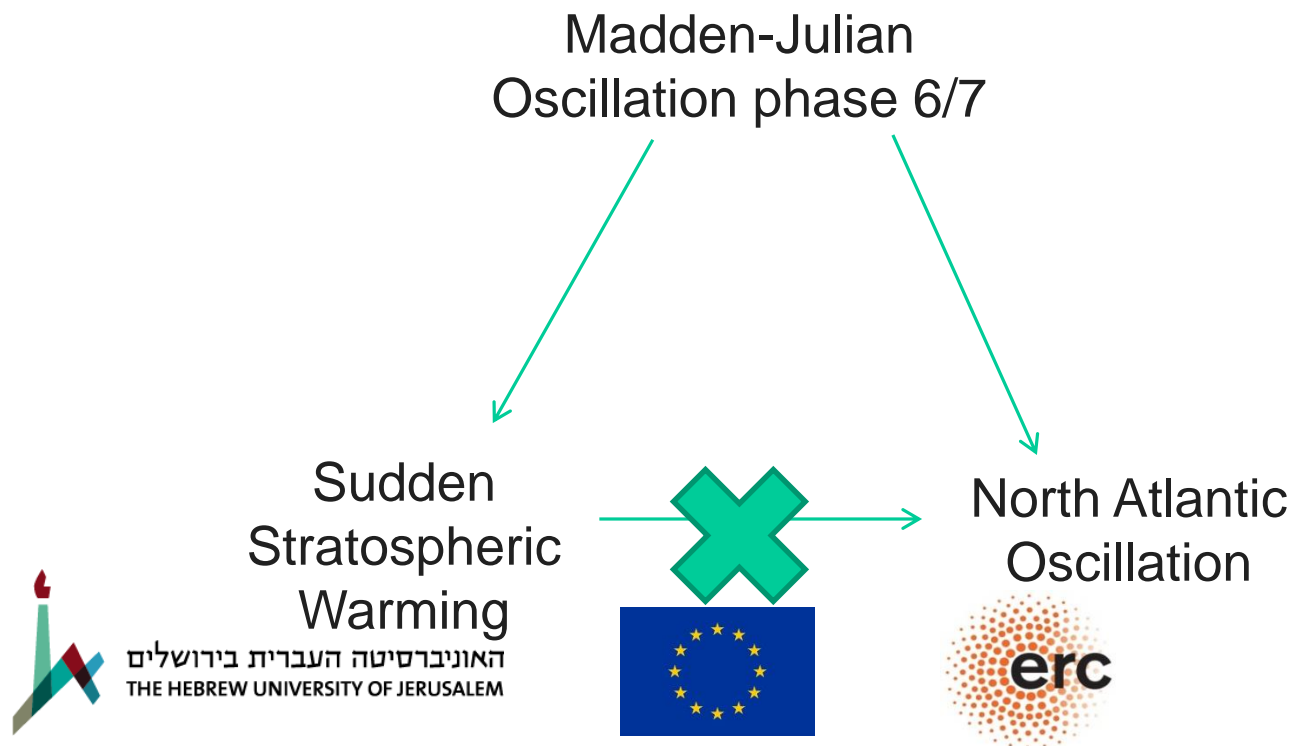 Madden-Julian
Oscillation phase 6/7
Sudden
Stratospheric
Warming
North Atlantic
Oscillation
האוניברסיטה העברית בירושלים
THE HEBREW UNIVERSITY OF JERUSALEM
erc